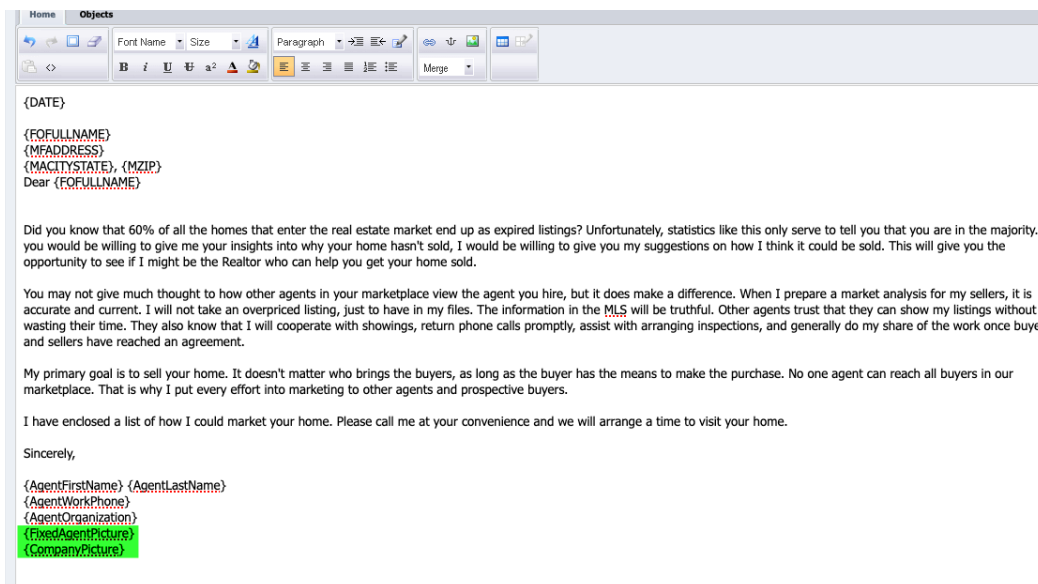 Home Objects
Font Name Size Paragraph
B i U a² A Merge
{DATE}
{FOFULLNAME}
{MFADDRESS}
{MACITYSTATE}, {MZIP}
Dear {FOFULLNAME}
Did you know that 60% of all the homes that enter the real estate market end up as expired listings? Unfortunately, statistics like this only serve to tell you that you are in the majority.
you would be willing to give me your insights into why your home hasn't sold, I would be willing to give you my suggestions on how I think it could be sold. This will give you the
opportunity to see if I might be the Realtor who can help you get your home sold.
You may not give much thought to how other agents in your marketplace view the agent you hire, but it does make a difference. When I prepare a market analysis for my sellers, it is
accurate and current. I will not take an overpriced listing, just to have in my files. The information in the MLS will be truthful. Other agents trust that they can show my listings without
wasting their time. They also know that I will cooperate with showings, return phone calls promptly, assist with arranging inspections, and generally do my share of the work once buye
and sellers have reached an agreement.
My primary goal is to sell your home. It doesn't matter who brings the buyers, as long as the buyer has the means to make the purchase. No one agent can reach all buyers in our
marketplace. That is why I put every effort into marketing to other agents and prospective buyers.
I have enclosed a list of how I could market your home. Please call me at your convenience and we will arrange a time to visit your home.
Sincerely,
{AgentFirstName} {AgentLastName}
{AgentWorkPhone}
{AgentOrganization}
{FixedAgentPicture}
{CompanyPicture}